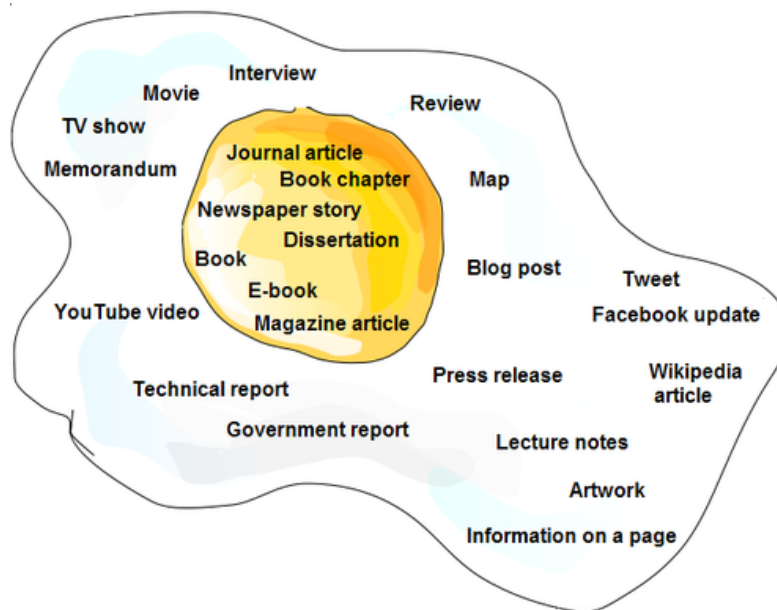 Interview
Movie
Review
TV show
Memorandum
Journal article
Book chapter
Map
Newspaper story
Dissertation
Book
Blog post
Tweet
E-book
YouTube video
Facebook update
Magazine article
Press release
Wikipedia
article
Technical report
Government report
Lecture notes
Artwork
Information on a page